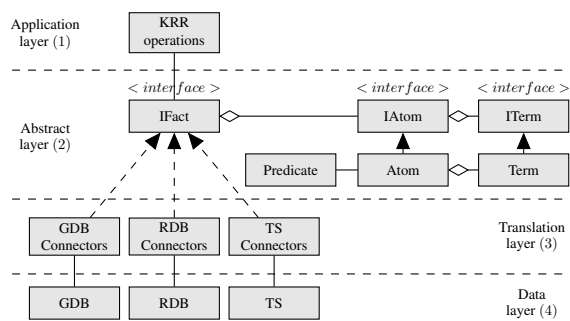 Application
layer (1)
KRR
operations
< interface >
< interface >
< interface >
IFact
IAtom
ITerm
Abstract
layer (2)
Predicate
Atom
Term
GDB
Connectors
RDB
Connectors
TS
Connectors
Translation
layer (3)
GDB
RDB
TS
Data
layer (4)